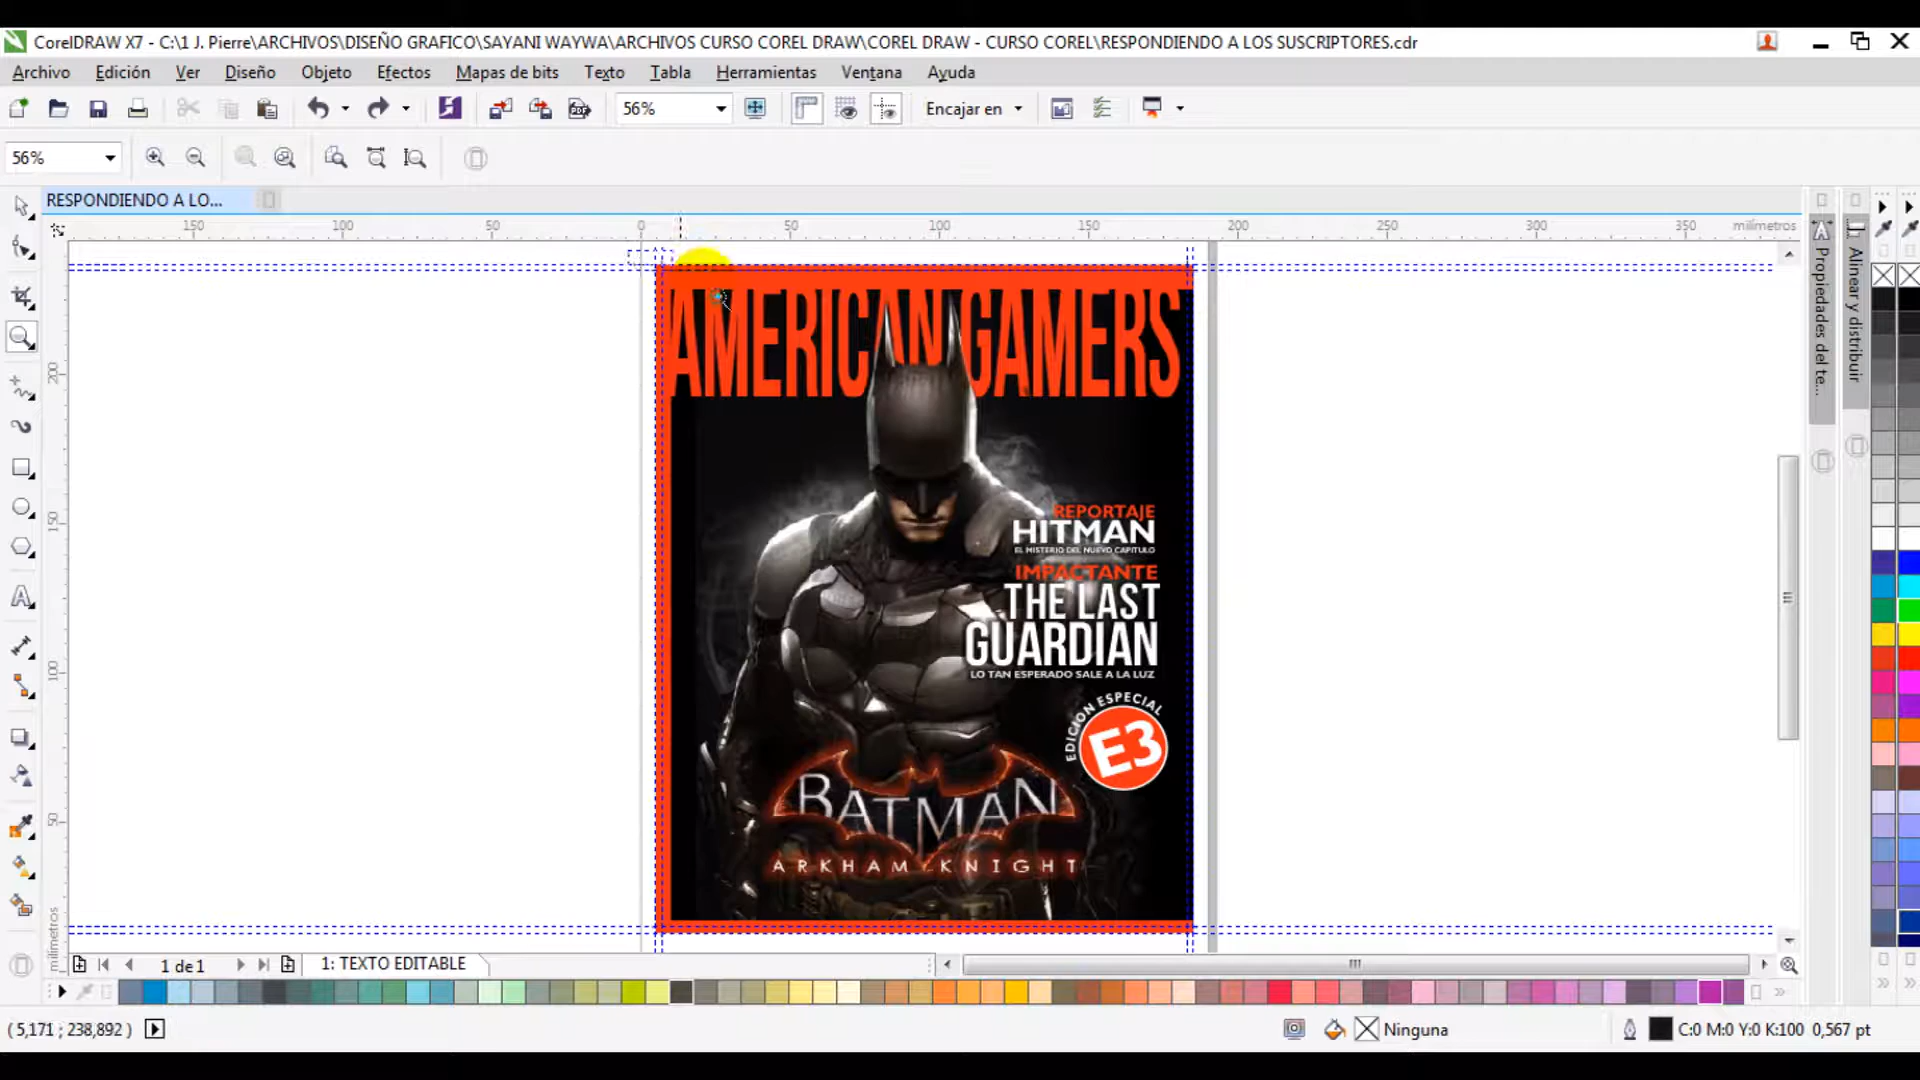 CorelDRAW X7 - C:\1 J. Pierre\ARCHIVOS\DISEÑO GRAFICO\SAYANI WAYWA\ARCHIVOS CURSO COREL DRAW\COREL DRAW - CURSO COREL\RESPONDIENDO A LOS SUSCRIPTORES.cdr
Archivo Edición Ver Diseño Objeto Efectos Mapas de bits Texto Tabla Herramientas Ventana Ayuda
56% Encajar en
56%
RESPONDIENDO A LO...
150 100 50 0 50 100 150 200 250 300 350 milímetros
200
150
100
50
milímetros
AMERICAN GAMERS
REPORTAJE
HITMAN
EL MISTERIO DEL NUEVO CAPITULO
IMPACTANTE
THE LAST
GUARDIAN
LO TAN ESPERADO SALE A LA LUZ
EDICION ESPECIAL
E3
BATMAN
ARKHAM KNIGHT
Propiedades del te...
Alinear y distribuir
1 de 1
1: TEXTO EDITABLE
( 5,171 ; 238,892 )
Ninguna
C:0 M:0 Y:0 K:100 0,567 pt